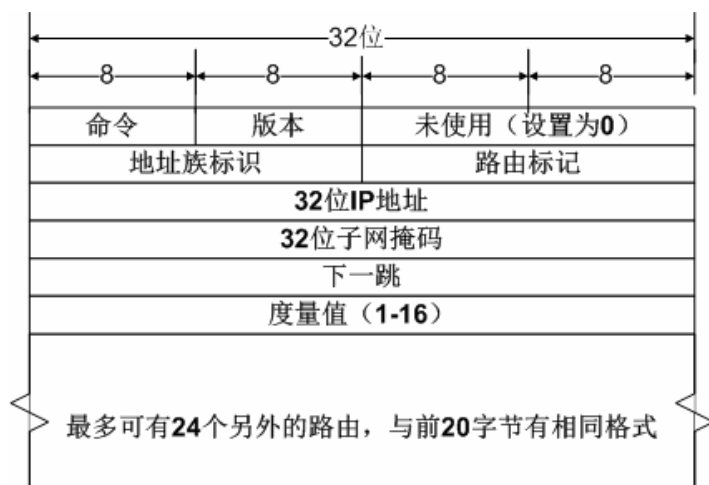 32位
8 8 8 8
命令 版本 未使用（设置为0）
地址族标识 路由标记
32位IP地址
32位子网掩码
下一跳
度量值（1-16）
最多可有24个另外的路由，与前20字节有相同格式